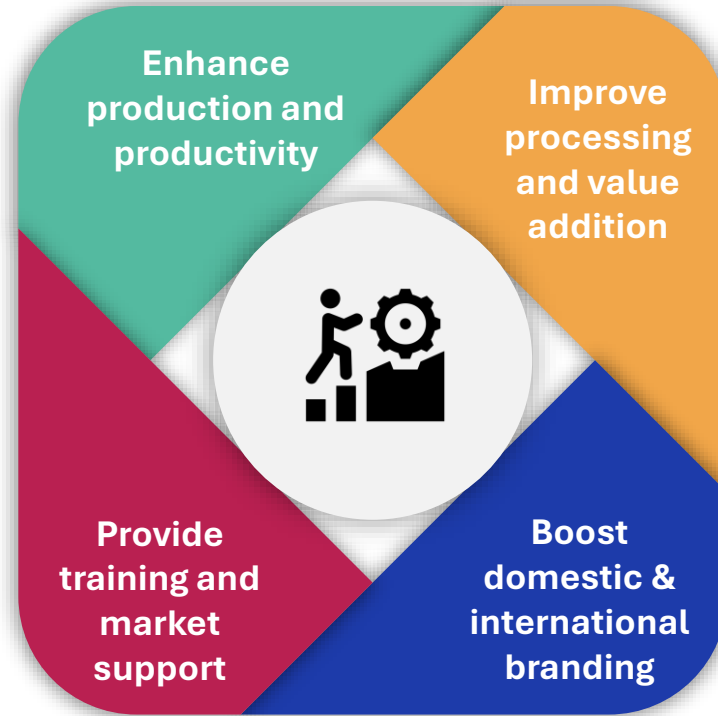 Enhance
production and
productivity
Improve
processing
and value
addition
Provide
training and
market
support
Boost
domestic &
international
branding